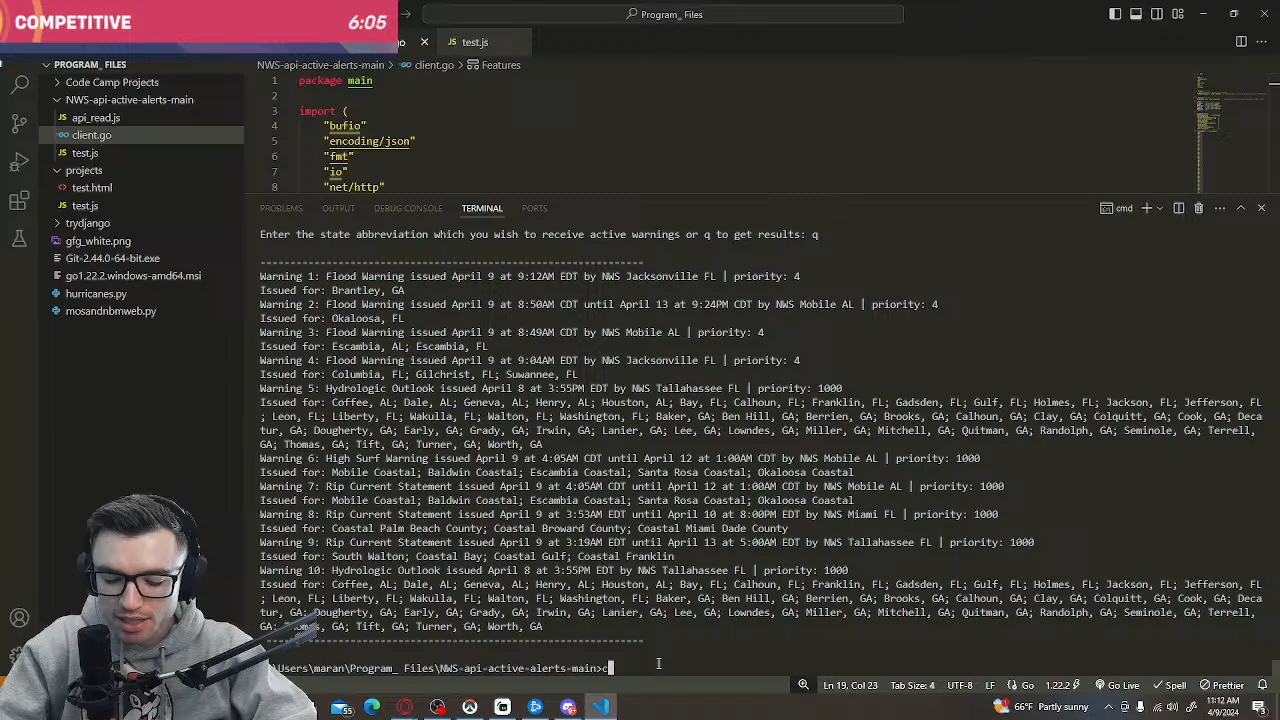 COMPETITIVE
6:05
Program_ Files
test.js
PROGRAM_ FILES
Code Camp Projects
NWS-api-active-alerts-main
JS api_read.js
client.go
JS test.js
projects
<> test.html
JS test.js
trydjango
gfg_white.png
Git-2.44.0-64-bit.exe
go1.22.2.windows-amd64.msi
hurricanes.py
mosandnbmweb.py
NWS-api-active-alerts-main > client.go > Features
1 package main
2
3 import (
4 "bufio"
5 "encoding/json"
6 "fmt"
7 "io"
8 "net/http"
PROBLEMS OUTPUT DEBUG CONSOLE TERMINAL PORTS
cmd
Enter the state abbreviation which you wish to receive active warnings or q to get results: q
----------------------------------------------------------------
Warning 1: Flood Warning issued April 9 at 9:12AM EDT by NWS Jacksonville FL | priority: 4
Issued for: Brantley, GA
Warning 2: Flood Warning issued April 9 at 8:50AM CDT until April 13 at 9:24PM CDT by NWS Mobile AL | priority: 4
Issued for: Okaloosa, FL
Warning 3: Flood Warning issued April 9 at 8:49AM CDT by NWS Mobile AL | priority: 4
Issued for: Escambia, AL; Escambia, FL
Warning 4: Flood Warning issued April 9 at 9:04AM EDT by NWS Jacksonville FL | priority: 4
Issued for: Columbia, FL; Gilchrist, FL; Suwannee, FL
Warning 5: Hydrologic Outlook issued April 8 at 3:55PM EDT by NWS Tallahassee FL | priority: 1000
Issued for: Coffee, AL; Dale, AL; Geneva, AL; Henry, AL; Houston, AL; Bay, FL; Calhoun, FL; Franklin, FL; Gadsden, FL; Gulf, FL; Holmes, FL; Jackson, FL; Jefferson, FL
; Leon, FL; Liberty, FL; Wakulla, FL; Walton, FL; Washington, FL; Baker, GA; Ben Hill, GA; Berrien, GA; Brooks, GA; Calhoun, GA; Clay, GA; Colquitt, GA; Cook, GA; Deca
tur, GA; Dougherty, GA; Early, GA; Grady, GA; Irwin, GA; Lanier, GA; Lee, GA; Lowndes, GA; Miller, GA; Mitchell, GA; Quitman, GA; Randolph, GA; Seminole, GA; Terrell,
GA; Thomas, GA; Tift, GA; Turner, GA; Worth, GA
Warning 6: High Surf Warning issued April 9 at 4:05AM CDT until April 12 at 1:00AM CDT by NWS Mobile AL | priority: 1000
Issued for: Mobile Coastal; Baldwin Coastal; Escambia Coastal; Santa Rosa Coastal; Okaloosa Coastal
Warning 7: Rip Current Statement issued April 9 at 4:05AM CDT until April 12 at 1:00AM CDT by NWS Mobile AL | priority: 1000
Issued for: Mobile Coastal; Baldwin Coastal; Escambia Coastal; Santa Rosa Coastal; Okaloosa Coastal
Warning 8: Rip Current Statement issued April 9 at 3:53AM EDT until April 10 at 8:00PM EDT by NWS Miami FL | priority: 1000
Issued for: Coastal Palm Beach County; Coastal Broward County; Coastal Miami Dade County
Warning 9: Rip Current Statement issued April 9 at 3:19AM EDT until April 13 at 5:00AM EDT by NWS Tallahassee FL | priority: 1000
Issued for: South Walton; Coastal Bay; Coastal Gulf; Coastal Franklin
Warning 10: Hydrologic Outlook issued April 8 at 3:55PM EDT by NWS Tallahassee FL | priority: 1000
Issued for: Coffee, AL; Dale, AL; Geneva, AL; Henry, AL; Houston, AL; Bay, FL; Calhoun, FL; Franklin, FL; Gadsden, FL; Gulf, FL; Holmes, FL; Jackson, FL; Jefferson, FL
; Leon, FL; Liberty, FL; Wakulla, FL; Walton, FL; Washington, FL; Baker, GA; Ben Hill, GA; Berrien, GA; Brooks, GA; Calhoun, GA; Clay, GA; Colquitt, GA; Cook, GA; Deca
tur, GA; Dougherty, GA; Early, GA; Grady, GA; Irwin, GA; Lanier, GA; Lee, GA; Lowndes, GA; Miller, GA; Mitchell, GA; Quitman, GA; Randolph, GA; Seminole, GA; Terrell,
GA; GA; Tift, GA; Turner, GA; Worth, GA
----------------------------------------------------------------
\Users\maran\Program_ Files\NWS-api-active-alerts-main>c
Ln 19, Col 23 Tab Size: 4 UTF-8 LF Go 1.22.2 Go Live Spell Prettier
55
11:12 AM
4/9/2024